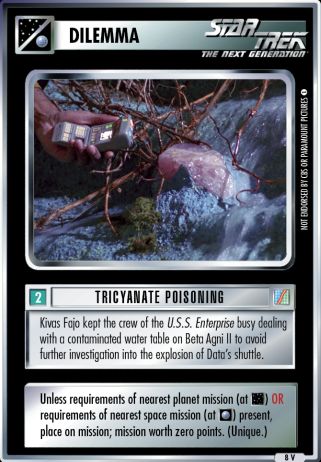 DILEMMA
STAR TREK
THE NEXT GENERATION
NOT ENDORSED BY CBS OR PARAMOUNT PICTURES
2
TRICYANATE POISONING
Kivas Fajo kept the crew of the U.S.S. Enterprise busy dealing
with a contaminated water table on Beta Agni II to avoid
further investigation into the explosion of Data's shuttle.
Unless requirements of nearest planet mission (at ) OR
requirements of nearest space mission (at ) present,
place on mission; mission worth zero points. (Unique.)
8 V